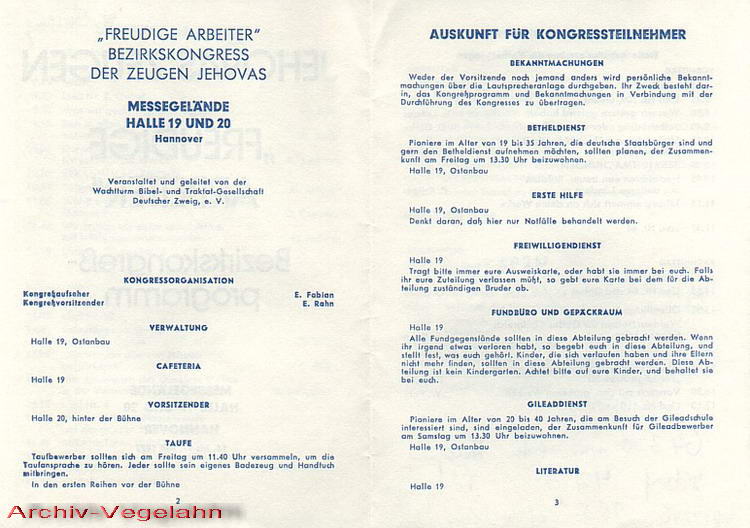 „FREUDIGE ARBEITER“
BEZIRKSKONGRESS
DER ZEUGEN JEHOVAS
MESSEGELÄNDE
HALLE 19 UND 20
Hannover
Veranstaltet und geleitet von der
Wachtturm Bibel- und Traktat-Gesellschaft
Deutscher Zweig, e. V.
KONGRESSORGANISATION
Kongreßaufseher E. Fabian
Kongreßvorsitzender E. Rahn
VERWALTUNG
Halle 19, Ostanbau
CAFETERIA
Halle 19
VORSITZENDER
Halle 20, hinter der Bühne
TAUFE
Taufbewerber sollten sich am Freitag um 11.40 Uhr versammeln, um die
Taufansprache zu hören. Jeder sollte sein eigenes Badezeug und Handtuch
mitbringen.
In den ersten Reihen vor der Bühne
2
AUSKUNFT FÜR KONGRESSTEILNEHMER
BEKANNTMACHUNGEN
Weder der Vorsitzende noch jemand anders wird persönliche Bekannt-
machungen über die Lautsprecheranlage durchgeben. Ihr Zweck besteht dar-
in, das Kongreßprogramm und Bekanntmachungen in Verbindung mit der
Durchführung des Kongresses zu übertragen.
BETHELDIENST
Pioniere im Alter von 19 bis 35 Jahren, die deutsche Staatsbürger sind und
gern den Betheldienst aufnehmen möchten, sollten planen, der Zusammen-
kunft am Freitag um 13.30 Uhr beizuwohnen.
Halle 19, Ostanbau
ERSTE HILFE
Halle 19, Ostanbau
Denkt daran, daß hier nur Notfälle behandelt werden.
FREIWILLIGENDIENST
Halle 19
Tragt bitte immer eure Ausweiskarte, oder habt sie immer bei euch. Falls
ihr eure Zuteilung verlassen müßt, so gebt eure Karte bei dem für die Ab-
teilung zuständigen Bruder ab.
FUNDBÜRO UND GEPÄCKRAUM
Halle 19
Alle Fundgegenstände sollten in diese Abteilung gebracht werden. Wenn
ihr irgend etwas verloren habt, so begebt euch in diese Abteilung, und
stellt fest, was euch gehört. Kinder, die sich verlaufen haben und ihre Eltern
nicht mehr finden, sollten in diese Abteilung gebracht werden. Diese Ab-
teilung ist kein Kindergarten. Achtet bitte auf eure Kinder, und behaltet sie
bei euch.
GILEADDIENST
Pioniere im Alter von 20 bis 40 Jahren, die am Besuch der Gileadschule
interessiert sind, sind eingeladen, der Zusammenkunft für Gileadbewerber
am Samstag um 13.30 Uhr beizuwohnen.
Halle 19, Ostanbau
LITERATUR
Halle 19
3
Archiv-Vegelahn